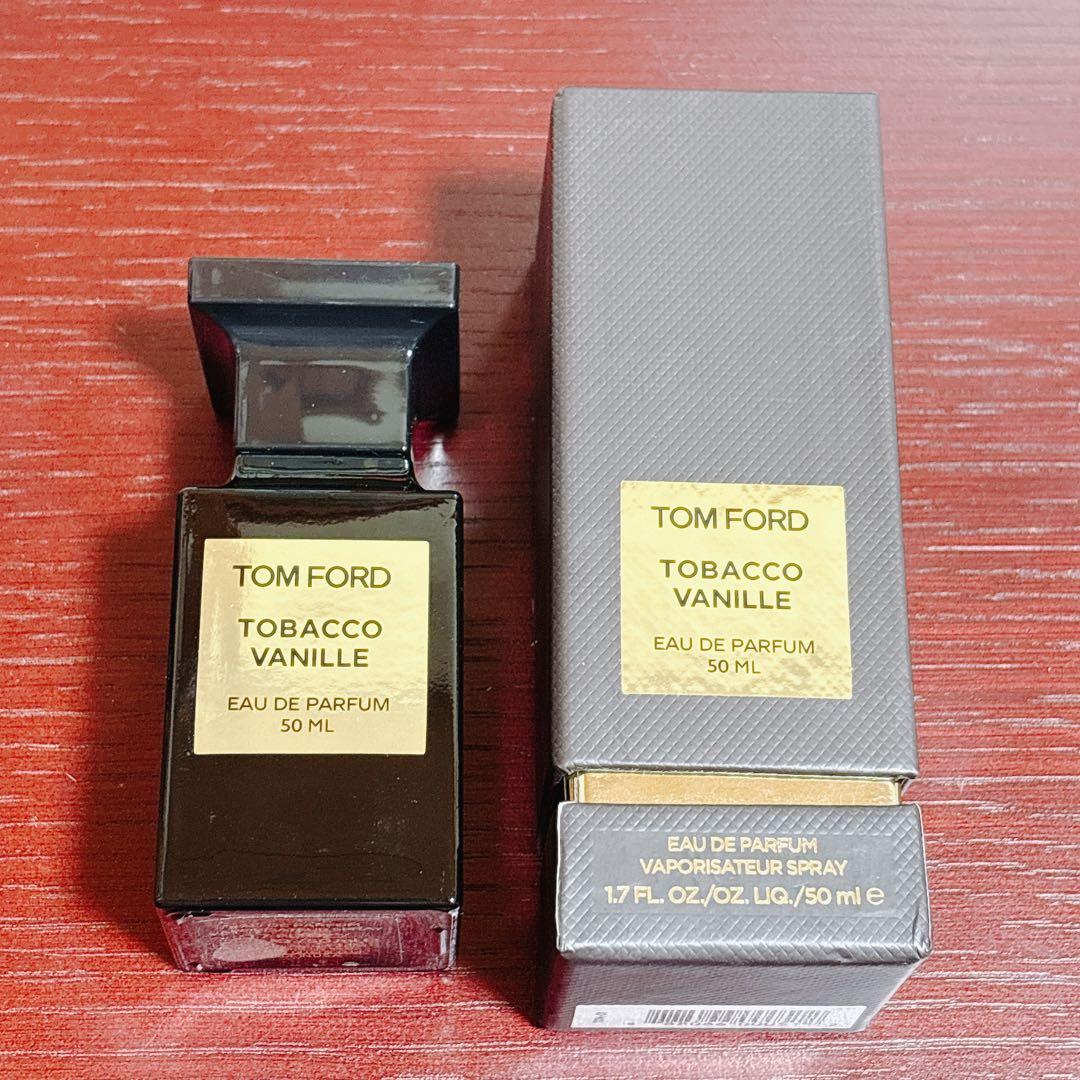 TOM FORD
TOBACCO
VANILLE
EAU DE PARFUM
50 ML
TOM FORD
TOBACCO
VANILLE
EAU DE PARFUM
50 ML
EAU DE PARFUM
VAPORISATEUR SPRAY
1.7 FL. OZ./OZ. LIQ./50 ml e